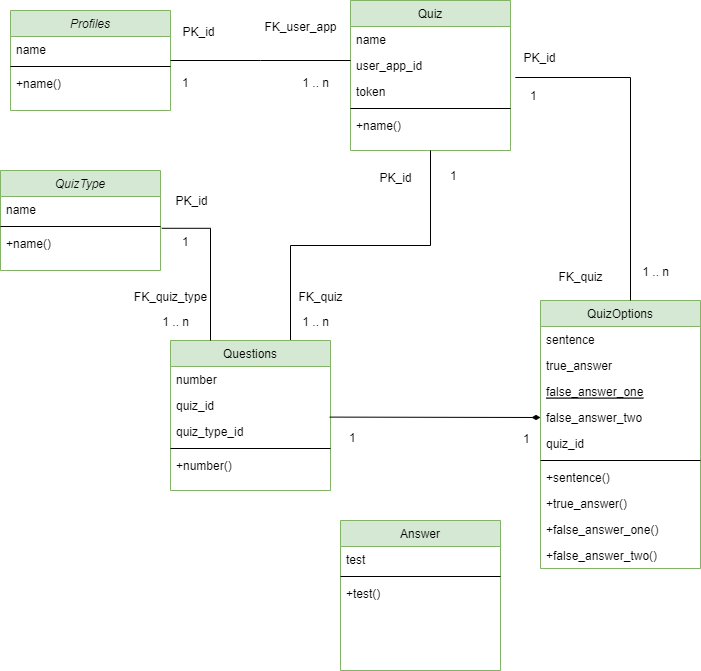 Profiles
name
+name()
PK_id
1
FK_user_app
1 .. n
Quiz
name
user_app_id
token
+name()
PK_id
1
PK_id
1
QuizType
name
+name()
PK_id
1
FK_quiz_type
1 .. n
FK_quiz
1 .. n
FK_quiz
1 .. n
Questions
number
quiz_id
quiz_type_id
+number()
1
1
QuizOptions
sentence
true_answer
false_answer_one
false_answer_two
quiz_id
+sentence()
+true_answer()
+false_answer_one()
+false_answer_two()
Answer
test
+test()